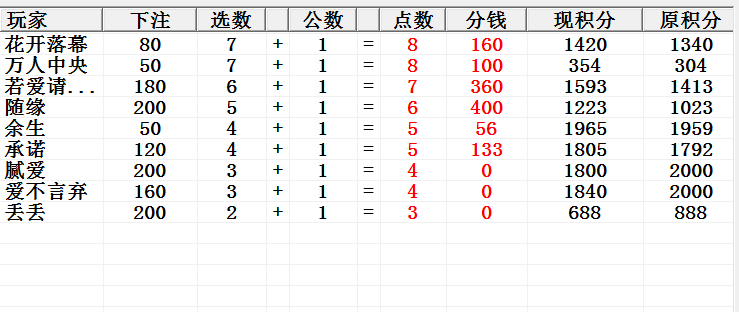 玩家 下注 选数 公数 点数 分钱 现积分 原积分
花开落幕 80 7 + 1 = 8 160 1420 1340
万人中央 50 7 + 1 = 8 100 354 304
若爱请... 180 6 + 1 = 7 360 1593 1413
随缘 200 5 + 1 = 6 400 1223 1023
余生 50 4 + 1 = 5 56 1965 1959
承诺 120 4 + 1 = 5 133 1805 1792
腻爱 200 3 + 1 = 4 0 1800 2000
爱不言弃 160 3 + 1 = 4 0 1840 2000
丢丢 200 2 + 1 = 3 0 688 888